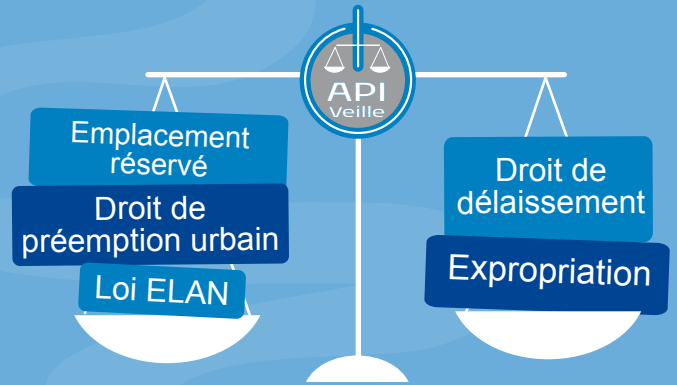 API
Veille
Emplacement
réservé
Droit de
préemption urbain
Loi ELAN
Droit de
délaissement
Expropriation